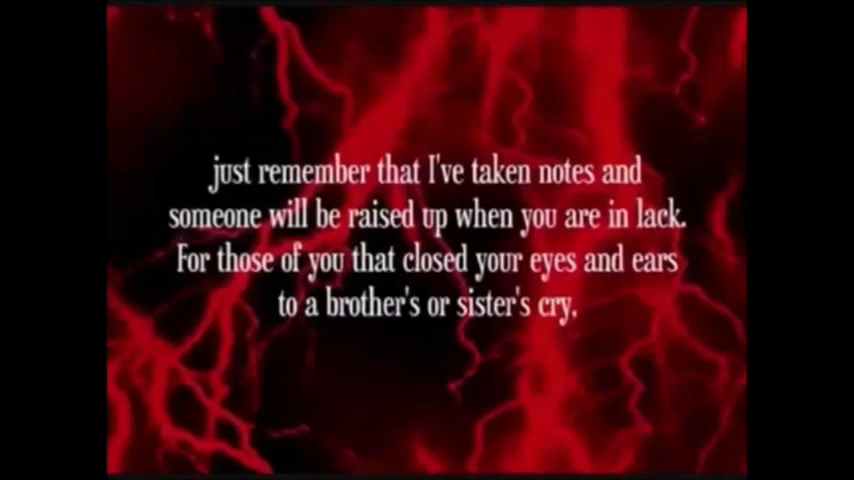 just remember that I've taken notes and
someone will be raised up when you are in lack.
For those of you that closed your eyes and ears
to a brother's or sister's cry,